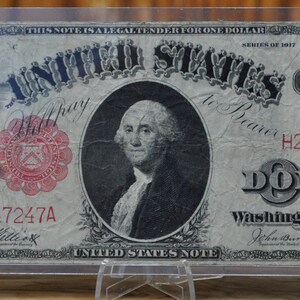 THIS NOTE IS A LEGAL TENDER FOR ONE DOLLAR
SERIES OF 1917
UNITED STATES
Will pay to Bearer
H2
7247A
DO
Washing
UNITED STATES NOTE